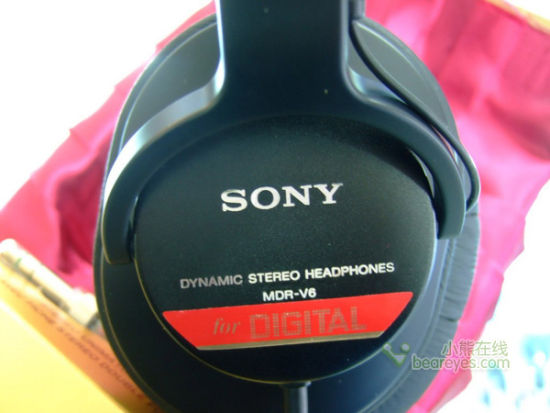 SONY
DYNAMIC STEREO HEADPHONES
MDR-V6
for DIGITAL
小熊在线
beareyes.com